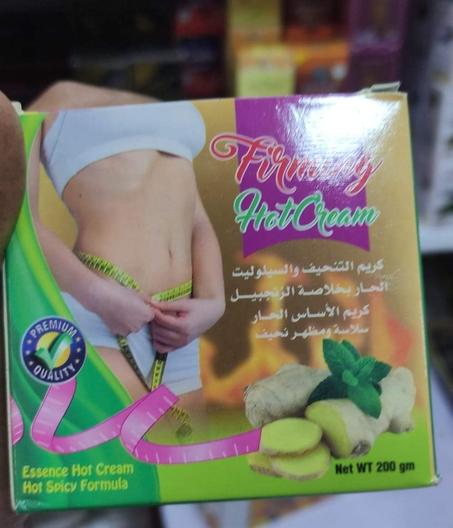 Firming
Hot Cream
كريم التنحيف والسيلوليت
الحار بخلاصة الزنجبيل
كريم الأساس الحار
سلاسة ومظهر نحيف
PREMIUM
QUALITY
Essence Hot Cream
Hot Spicy Formula
Net WT 200 gm